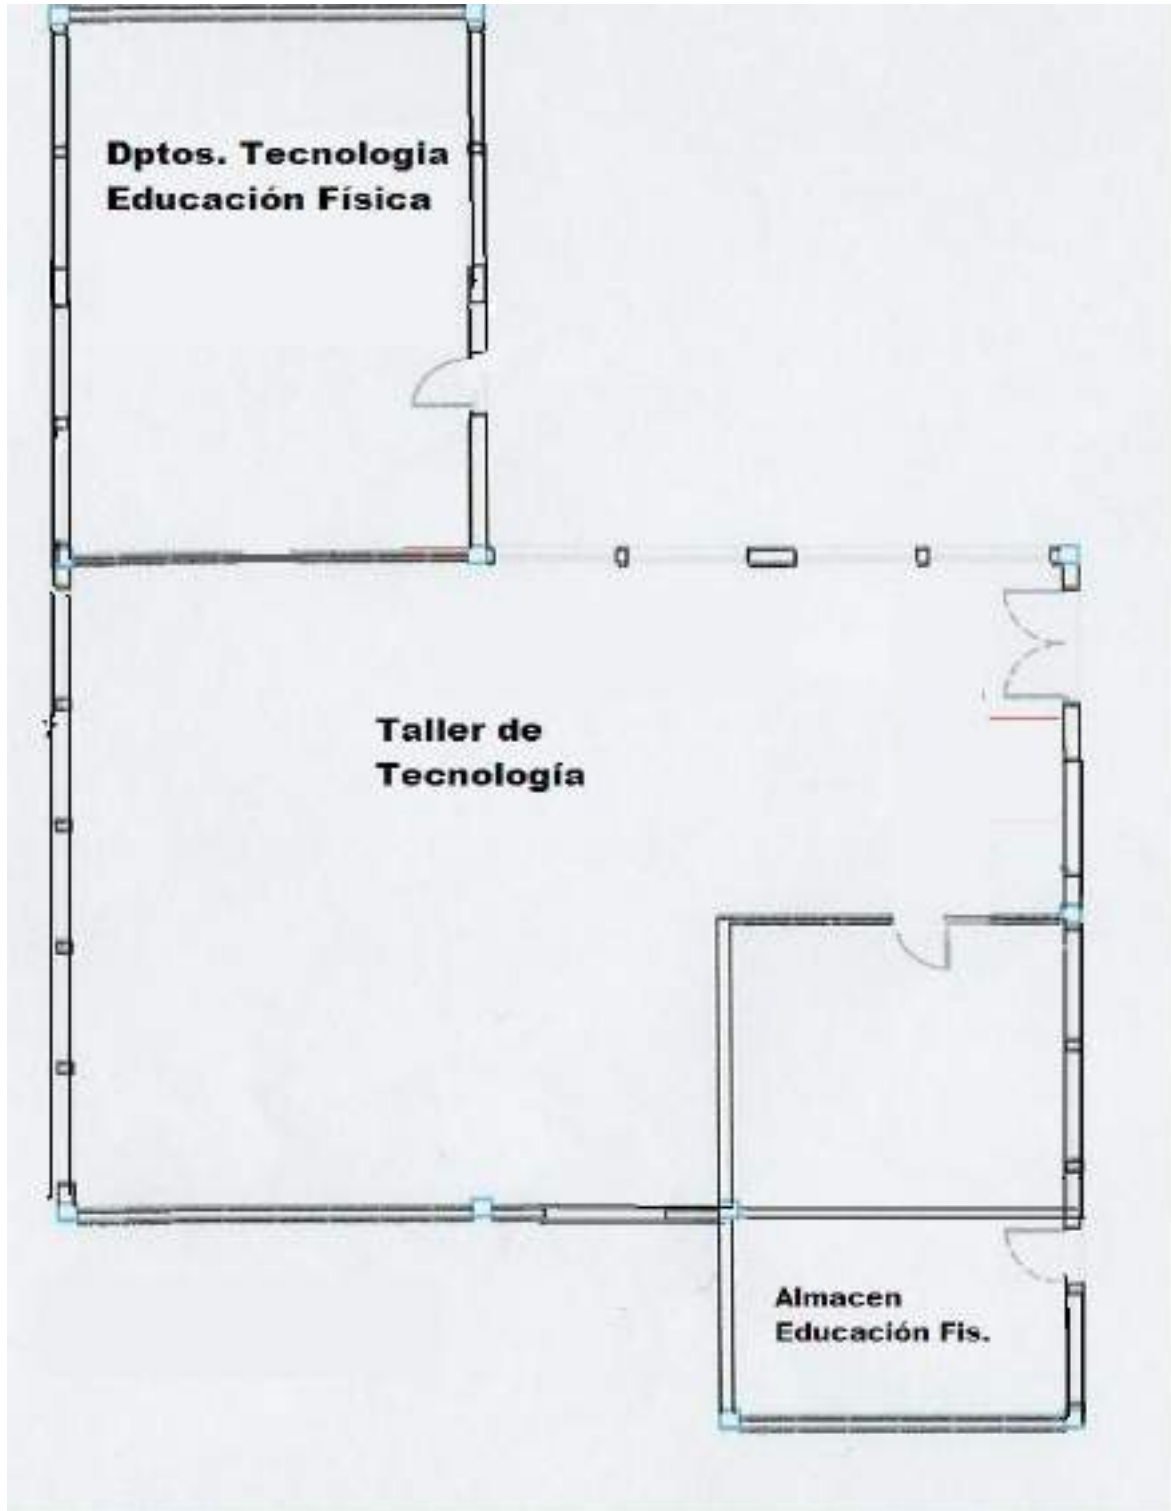 Dptos. Tecnologia
Educación Física
Taller de
Tecnología
Almacen
Educación Fis.